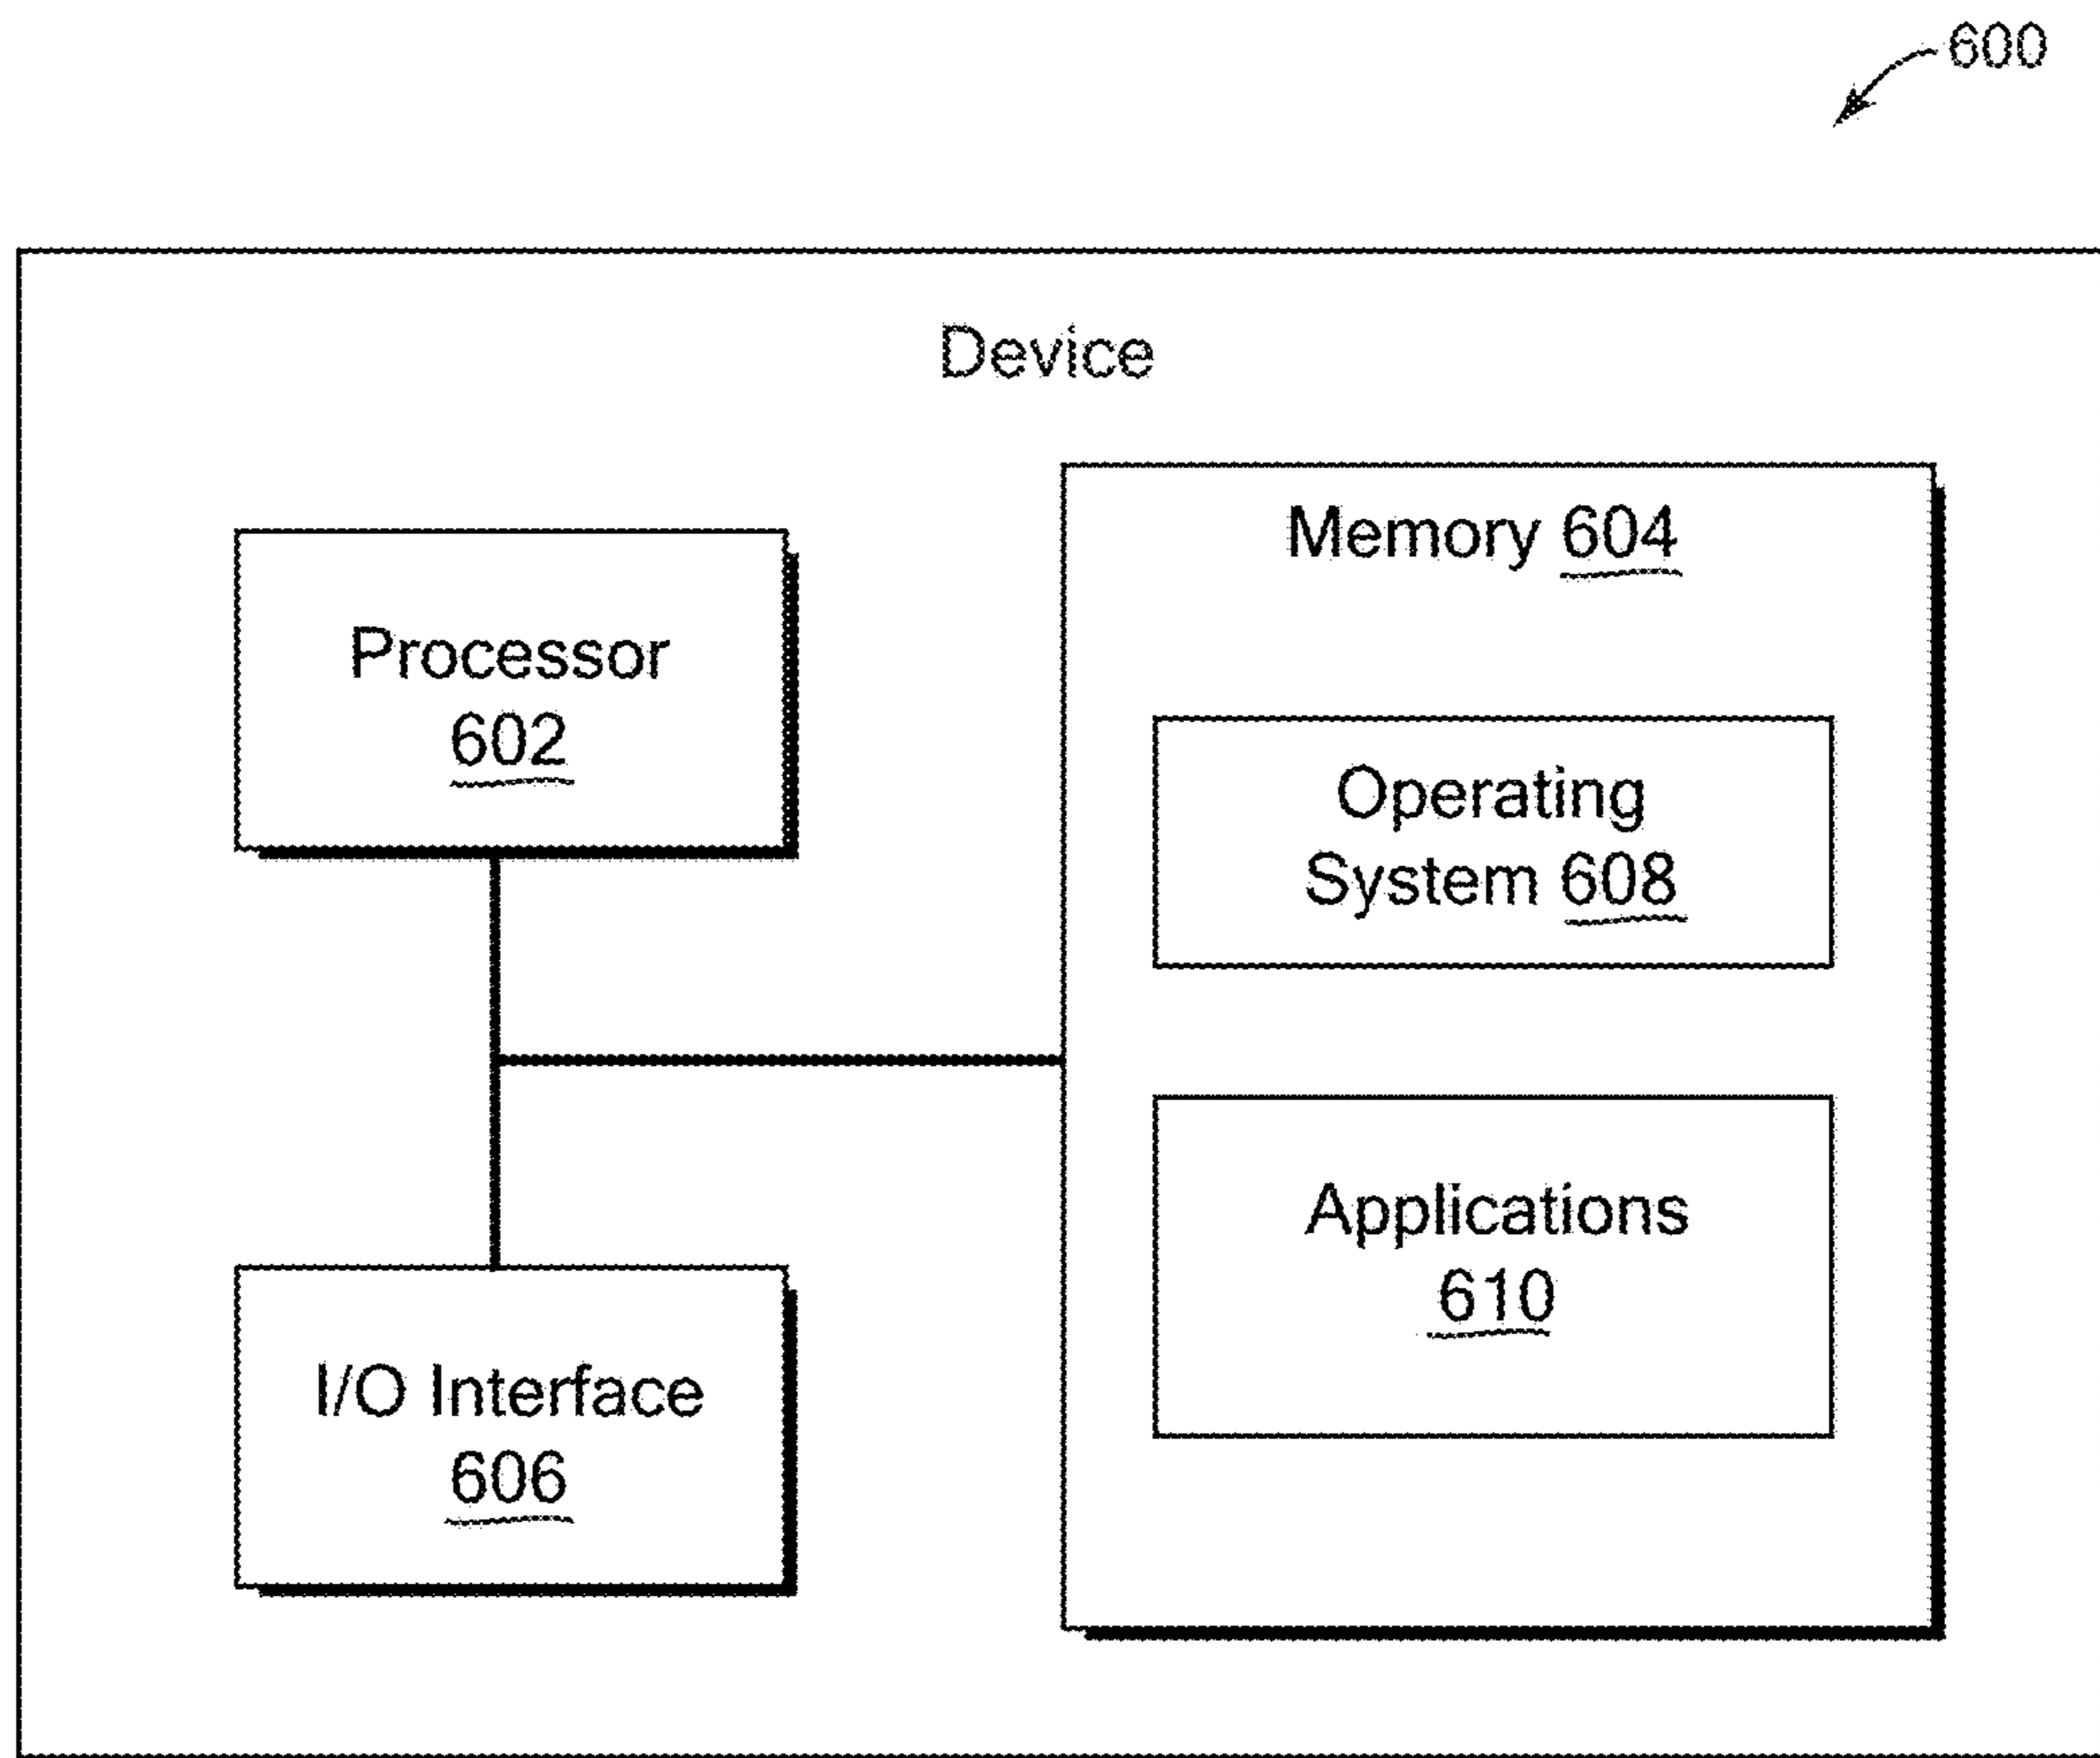 600
Device
Processor
602
Memory 604
Operating
System 608
Applications
610
I/O Interface
606